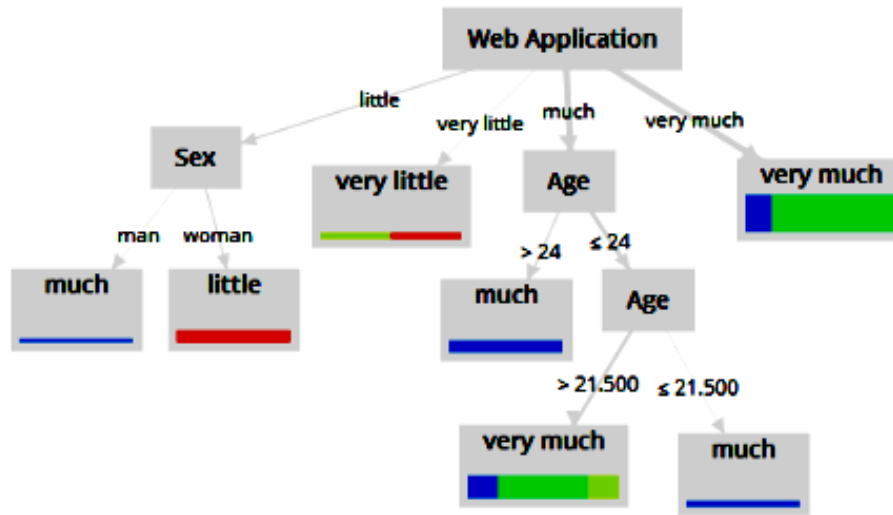 Web Application
little
very little
much
very much
Sex
very little
Age
very much
man
woman
> 24
≤ 24
much
little
much
Age
> 21.500
≤ 21.500
very much
much